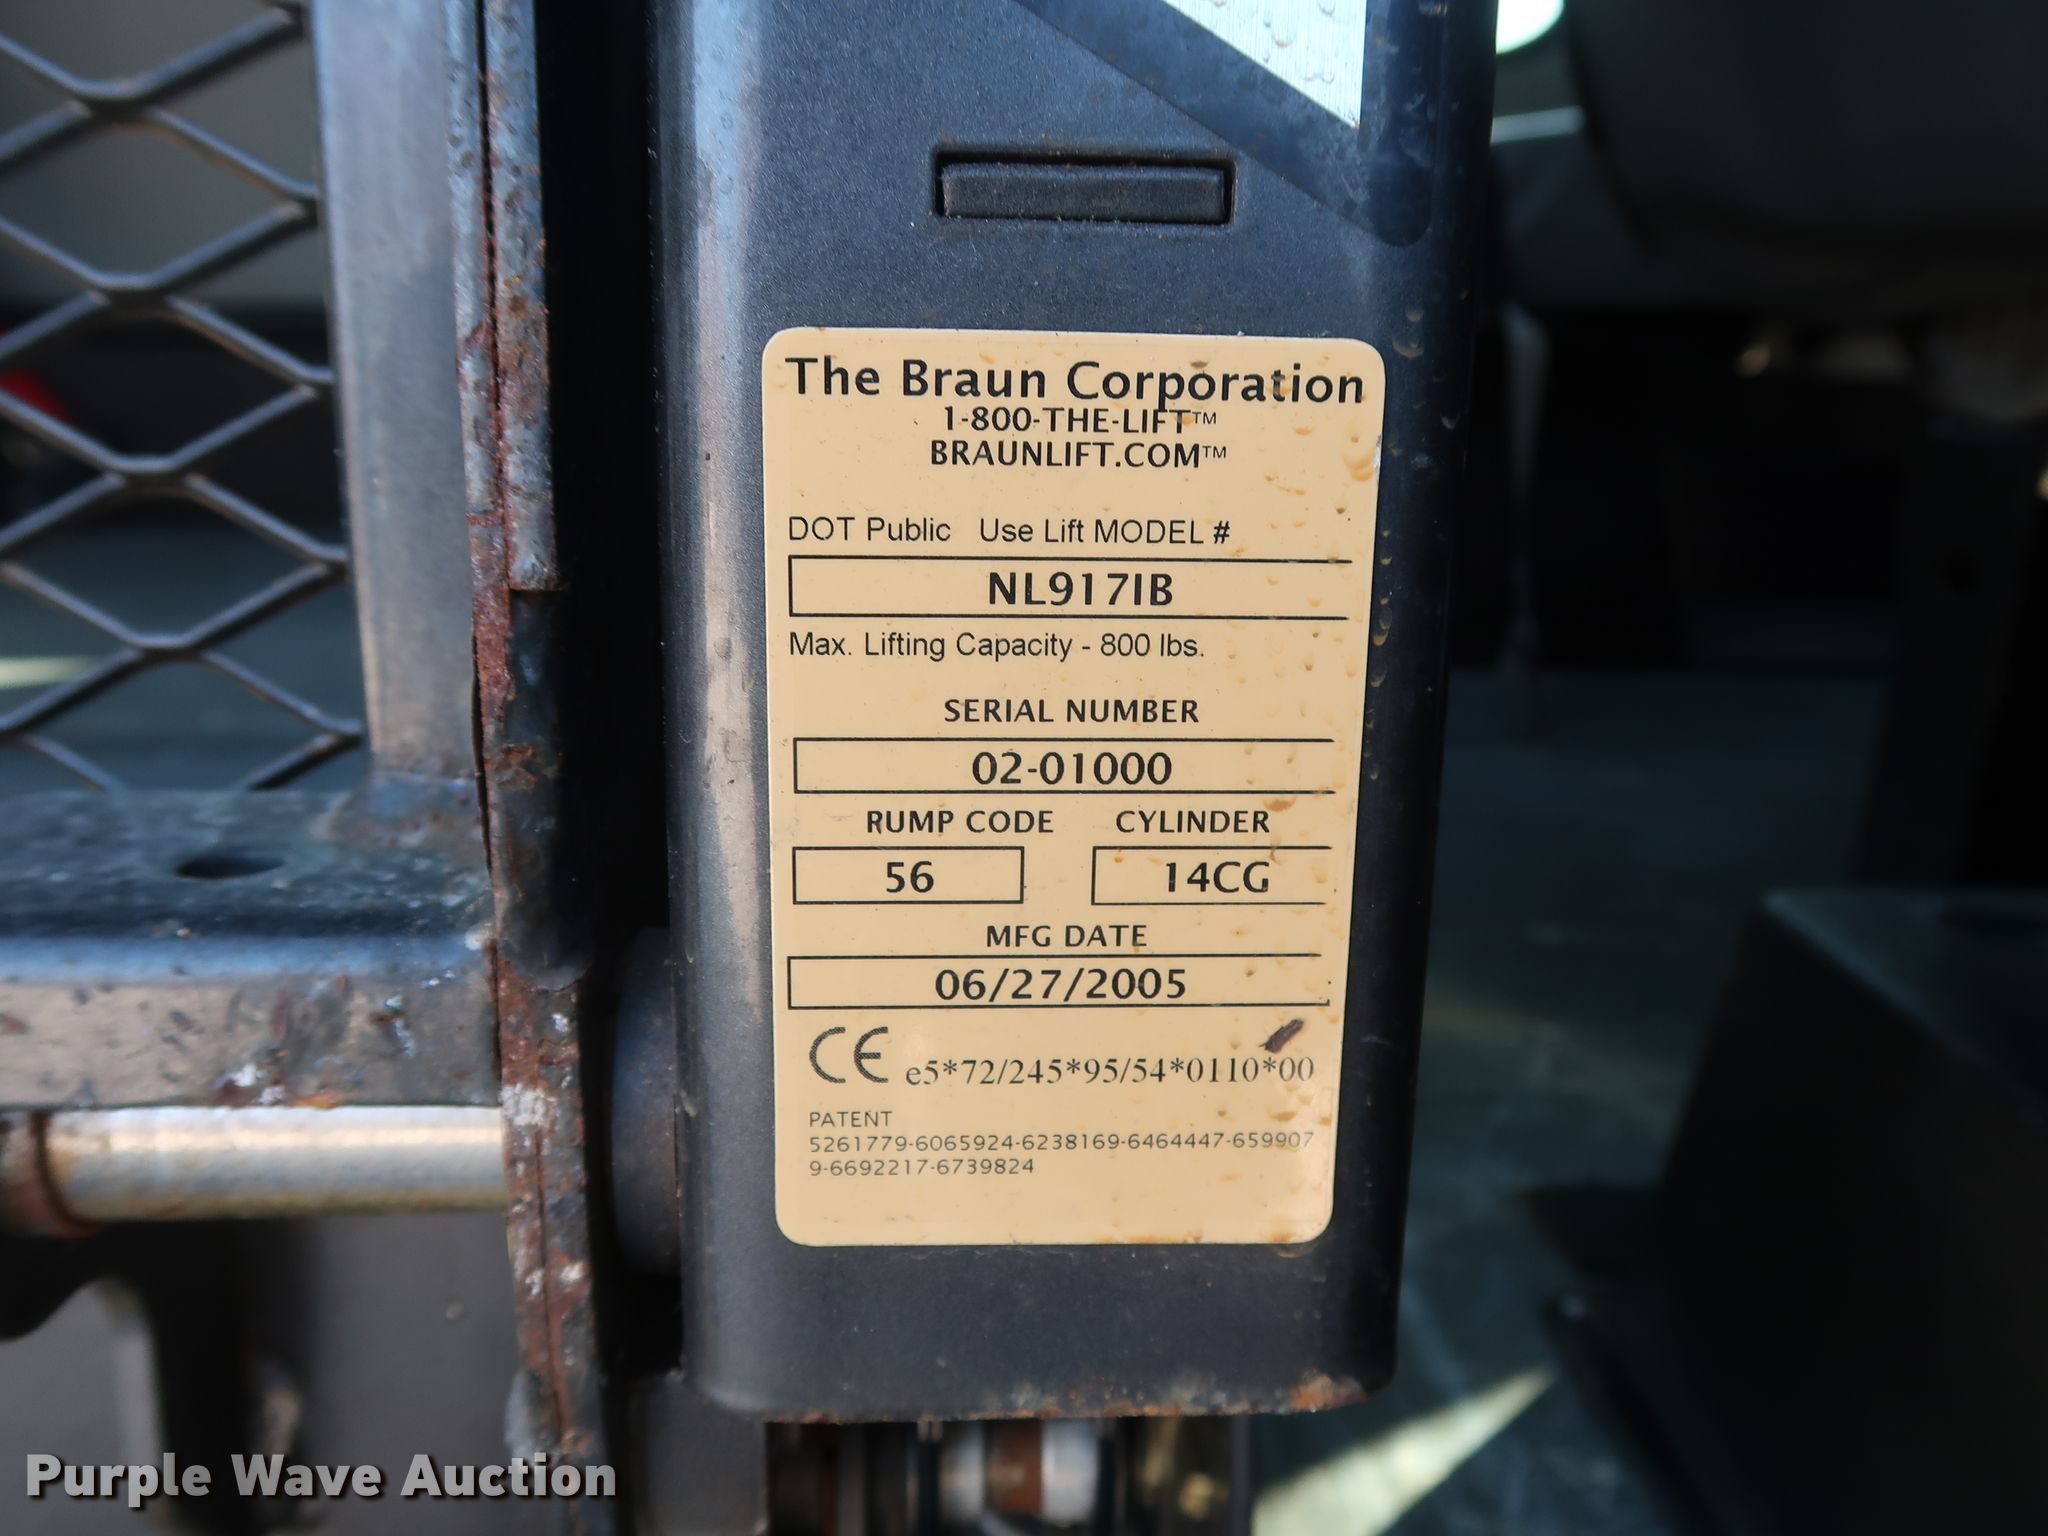 The Braun Corporation
1-800-THE-LIFT™
BRAUNLIFT.COM™
DOT Public Use Lift MODEL #
NL917IB
Max. Lifting Capacity - 800 lbs.
SERIAL NUMBER
02-01000
PUMP CODE CYLINDER
56 14CG
MFG DATE
06/27/2005
CE e5*72/245*95/54*0110*00
PATENT
5261779-6065924-6238169-6464447-659907
9-6692217-6739824
Purple Wave Auction